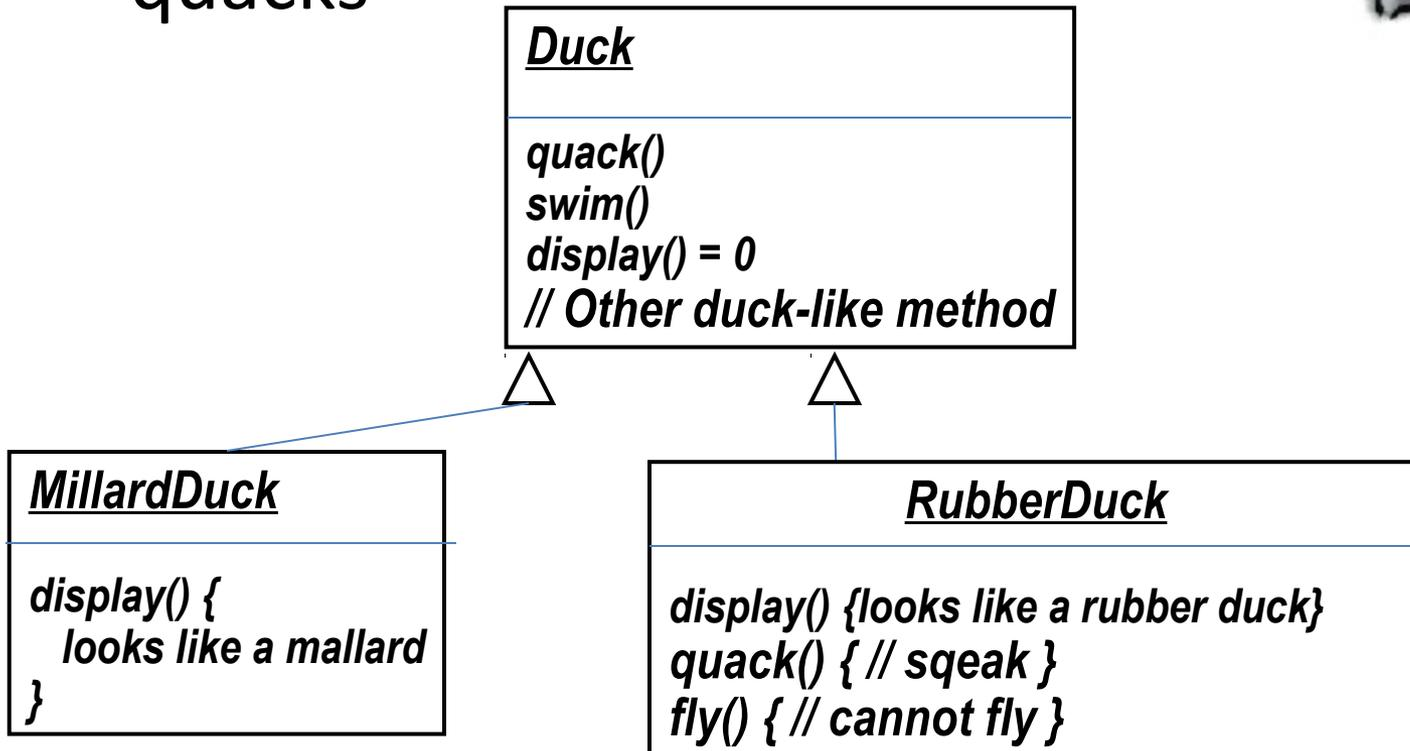 quacks
Duck
quack()
swim()
display() = 0
// Other duck-like method
MillardDuck
display() {
looks like a mallard
}
RubberDuck
display() {looks like a rubber duck}
quack() { // sqeak }
fly() { // cannot fly }